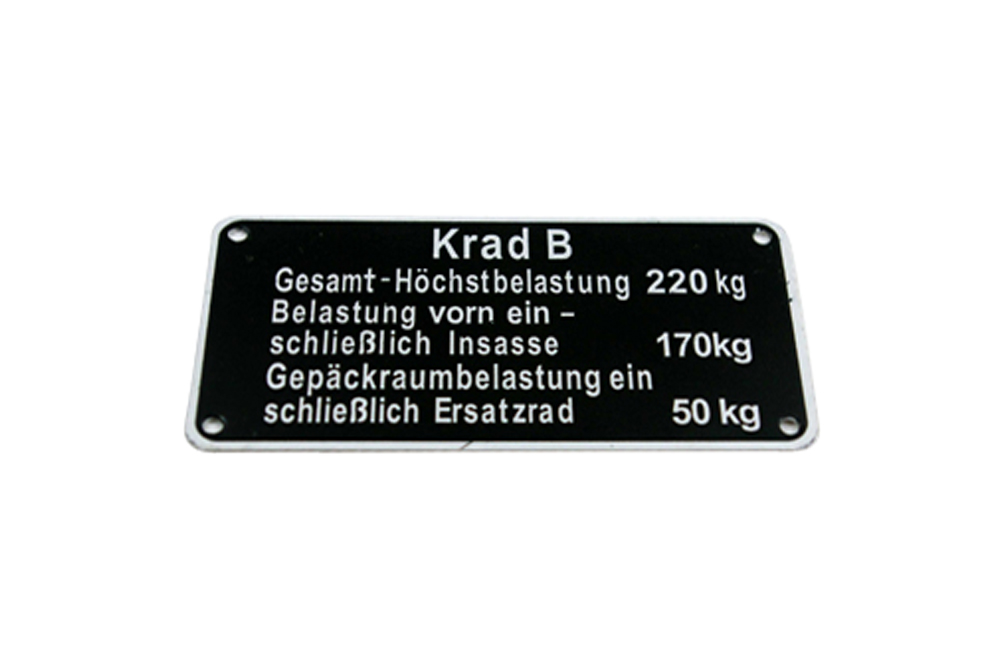 Krad B
Gesamt-Höchstbelastung 220 kg
Belastung vorn ein -
schließlich Insasse 170kg
Gepäckraumbelastung ein
schließlich Ersatzrad 50 kg